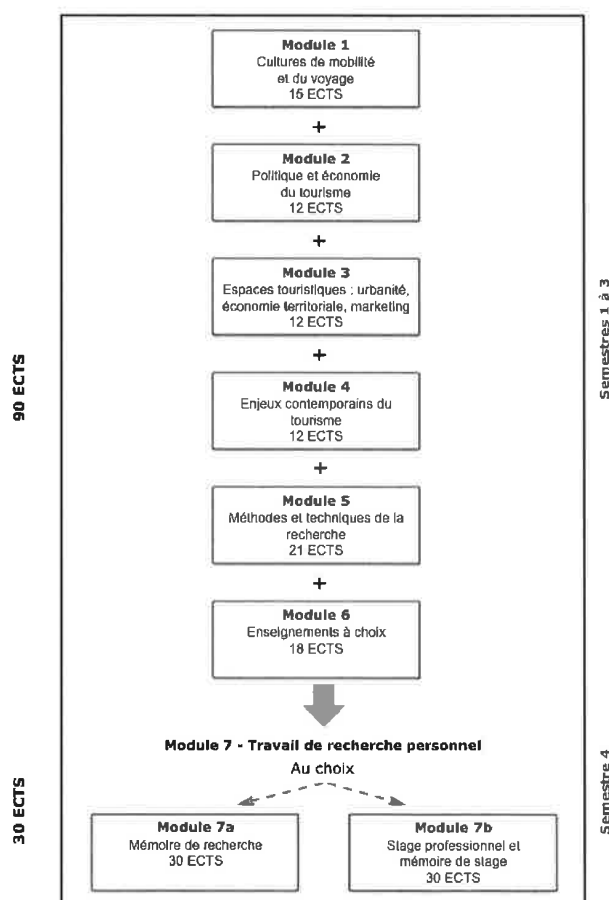 Module 1
Cultures de mobilité
et du voyage
15 ECTS
+
Module 2
Politique et économie
du tourisme
12 ECTS
+
Module 3
Espaces touristiques : urbanité,
économie territoriale, marketing
12 ECTS
+
Module 4
Enjeux contemporains du
tourisme
12 ECTS
+
Module 5
Méthodes et techniques de la
recherche
21 ECTS
+
Module 6
Enseignements à choix
18 ECTS
90 ECTS
Semestres 1 à 3
Module 7 - Travail de recherche personnel
Au choix
Module 7a
Mémoire de recherche
30 ECTS
Module 7b
Stage professionnel et
mémoire de stage
30 ECTS
30 ECTS
Semestre 4